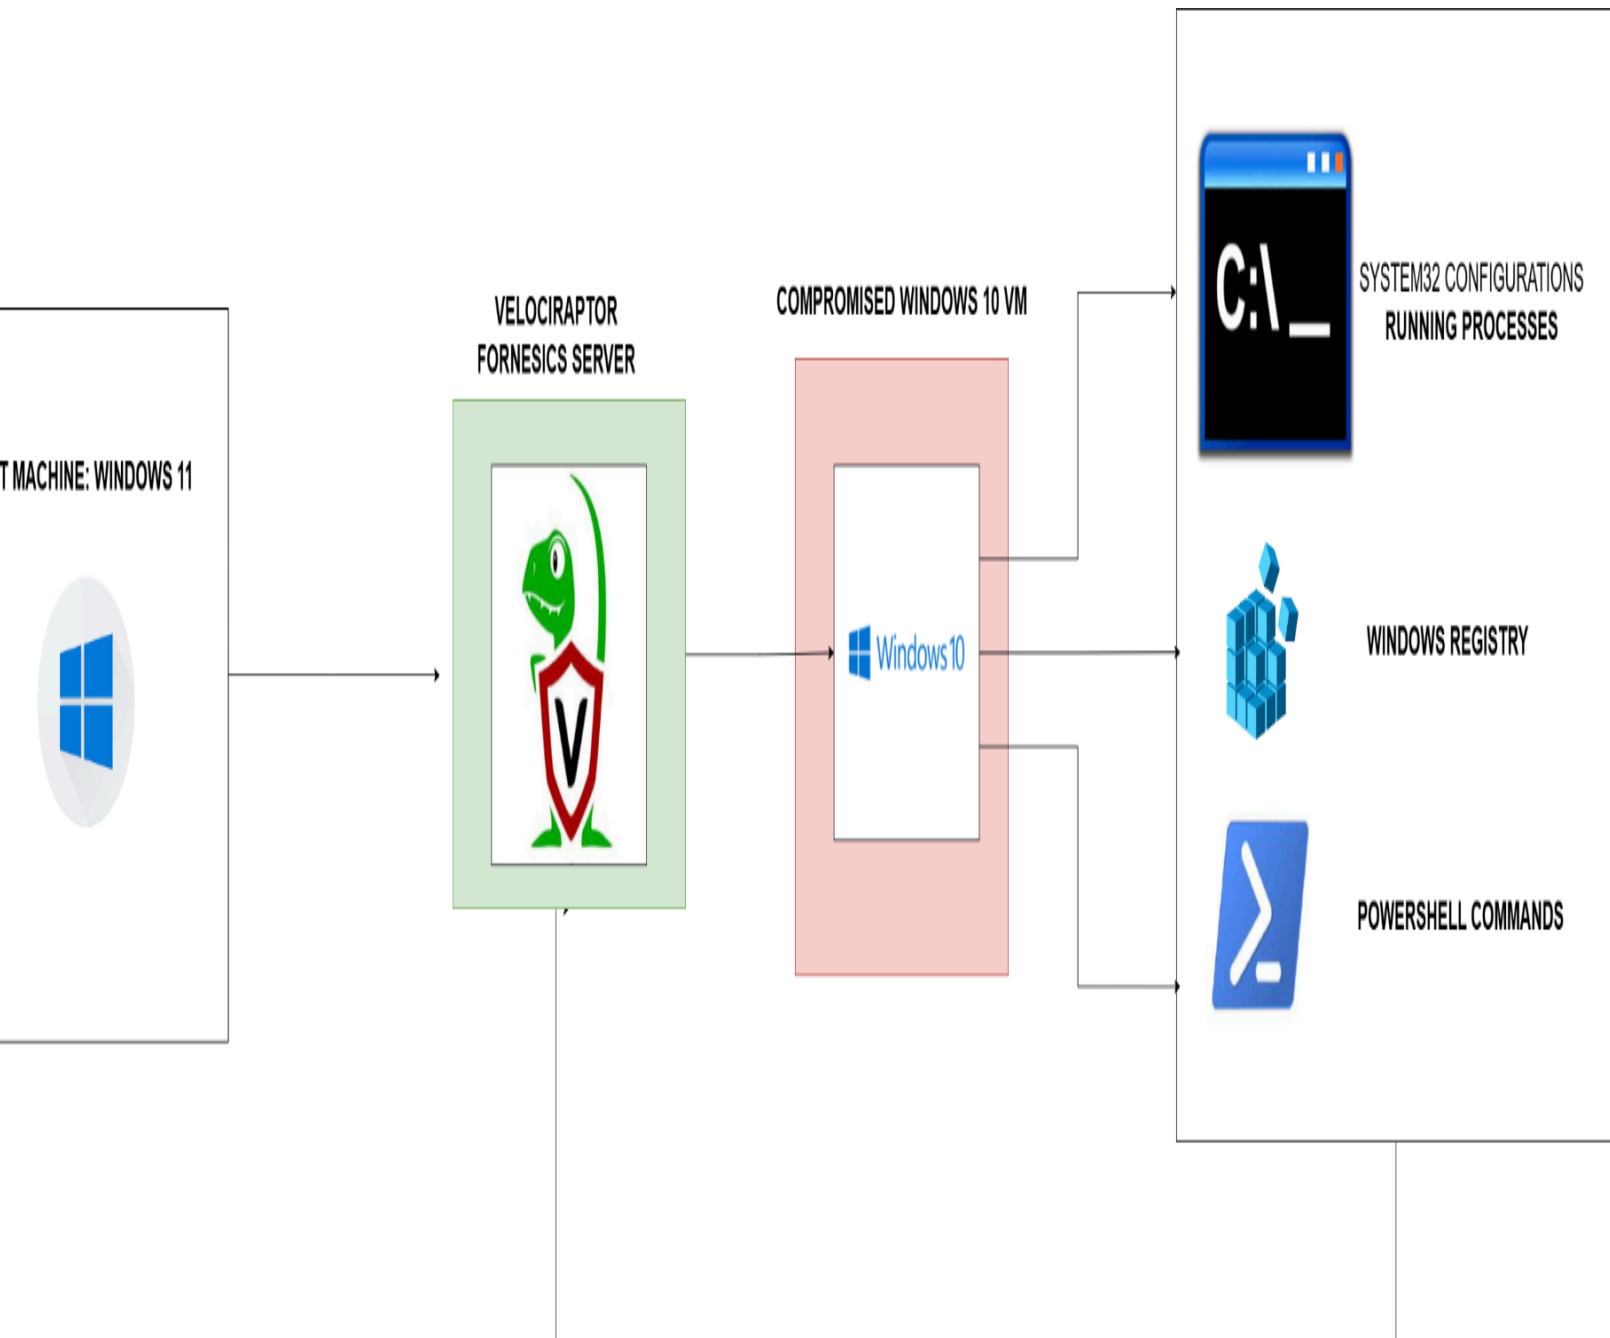 T MACHINE: WINDOWS 11
VELOCIRAPTOR
FORNESICS SERVER
V
COMPROMISED WINDOWS 10 VM
Windows 10
C:\_
SYSTEM32 CONFIGURATIONS
RUNNING PROCESSES
WINDOWS REGISTRY
POWERSHELL COMMANDS